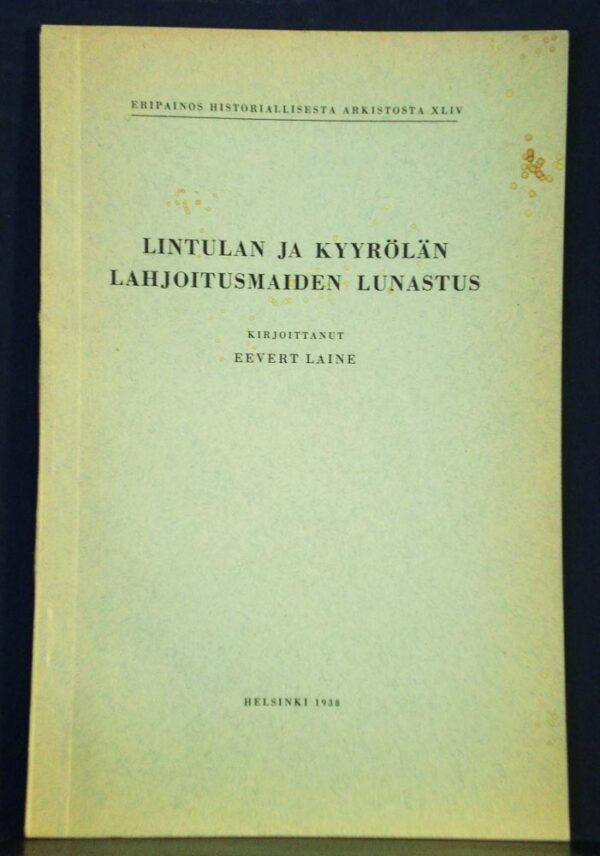 ERIPAINOS HISTORIALLISESTA ARKISTOSTA XLIV
LINTULAN JA KYYRÖLÄN
LAHJOITUSMAIDEN LUNASTUS
KIRJOITTANUT
EEVERT LAINE
HELSINKI 1938